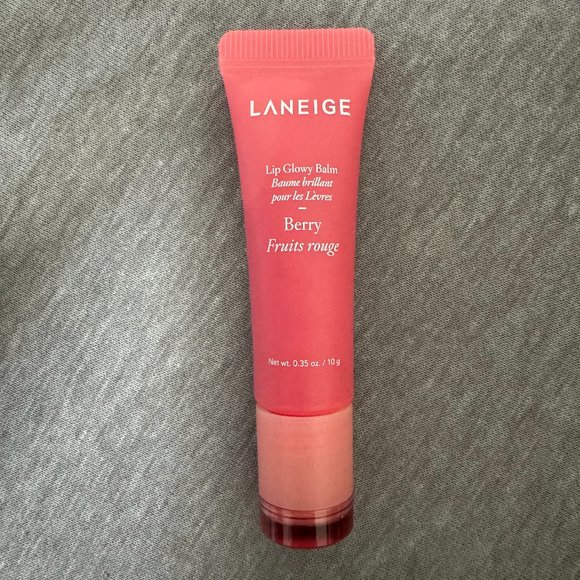 LANEIGE
Lip Glowy Balm
Baume brillant
pour les Lèvres
Berry
Fruits rouge
Net wt. 0.35 oz. / 10 g